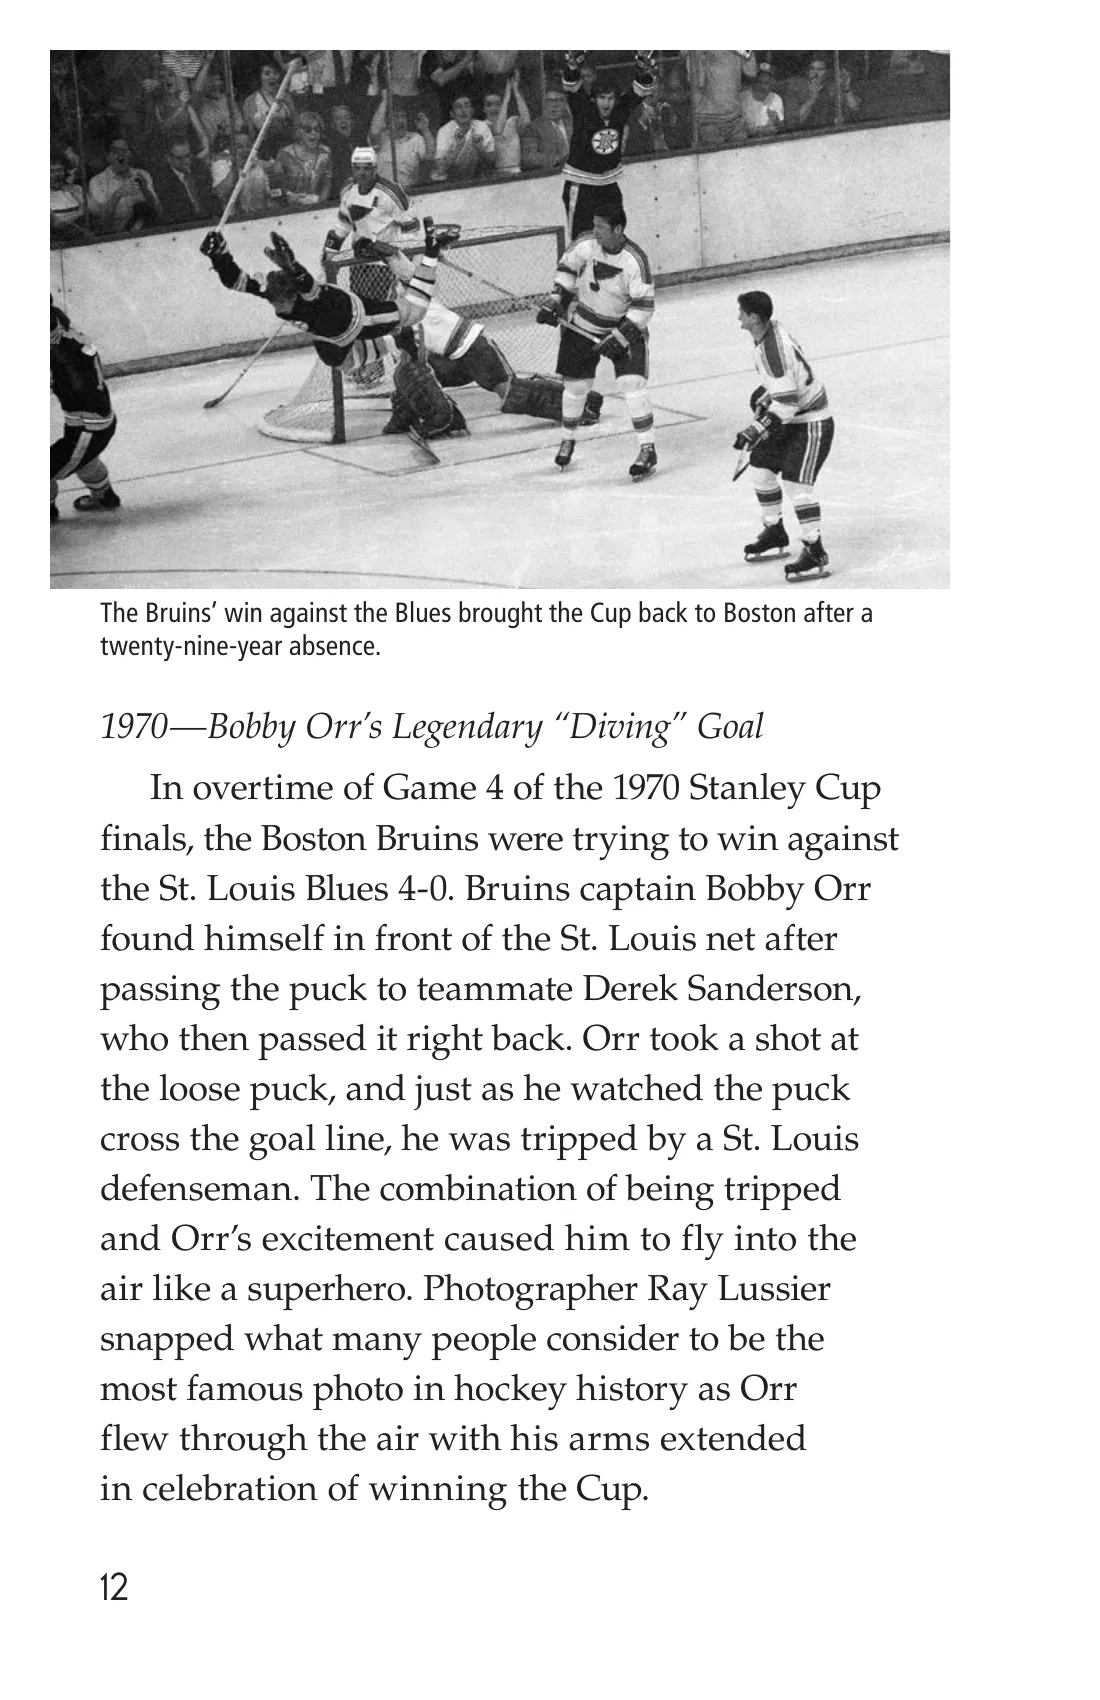 The Bruins’ win against the Blues brought the Cup back to Boston after a
twenty-nine-year absence.
1970—Bobby Orr’s Legendary “Diving” Goal
In overtime of Game 4 of the 1970 Stanley Cup
finals, the Boston Bruins were trying to win against
the St. Louis Blues 4-0. Bruins captain Bobby Orr
found himself in front of the St. Louis net after
passing the puck to teammate Derek Sanderson,
who then passed it right back. Orr took a shot at
the loose puck, and just as he watched the puck
cross the goal line, he was tripped by a St. Louis
defenseman. The combination of being tripped
and Orr’s excitement caused him to fly into the
air like a superhero. Photographer Ray Lussier
snapped what many people consider to be the
most famous photo in hockey history as Orr
flew through the air with his arms extended
in celebration of winning the Cup.
12